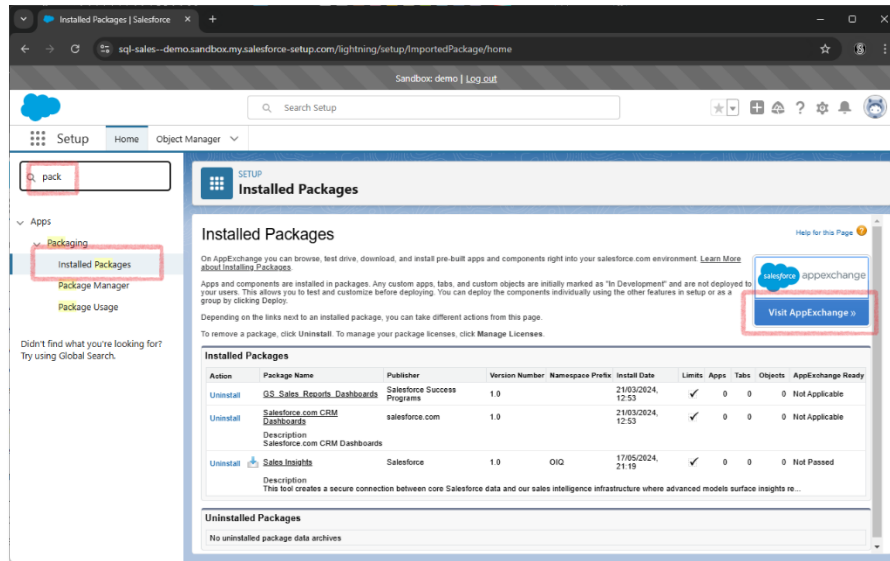 Installed Packages | Salesforce
sql-sales--demo.sandbox.my.salesforce-setup.com/lightning/setup/ImportedPackage/home
Sandbox: demo | Log out
Search Setup
Setup Home Object Manager
pack
Apps
Packaging
Installed Packages
Package Manager
Package Usage
Didn't find what you're looking for?
Try using Global Search.
SETUP
Installed Packages
Installed Packages
Help for this Page
On AppExchange you can browse, test drive, download, and install pre-built apps and components right into your salesforce.com environment. Learn More
about Installing Packages.
Apps and components are installed in packages. Any custom apps, tabs, and custom objects are initially marked as "In Development" and are not deployed to
your users. This allows you to test and customize before deploying. You can deploy the components individually using the other features in setup or as a
group by clicking Deploy.
Depending on the links next to an installed package, you can take different actions from this page.
To remove a package, click Uninstall. To manage your package licenses, click Manage Licenses.
salesforce appexchange
Visit AppExchange »
Installed Packages
Action Package Name Publisher Version Number Namespace Prefix Install Date Limits Apps Tabs Objects AppExchange Ready
Uninstall GS Sales Reports Dashboards Salesforce Success Programs 1.0 21/03/2024, 12:53 0 0 0 Not Applicable
Uninstall Salesforce.com CRM Dashboards salesforce.com 1.0 21/03/2024, 12:53 0 0 0 Not Applicable
Description
Salesforce.com CRM Dashboards
Uninstall Sales Insights Salesforce 1.0 OIQ 17/05/2024, 21:19 0 0 0 Not Passed
Description
This tool creates a secure connection between core Salesforce data and our sales intelligence infrastructure where advanced models surface insights re...
Uninstalled Packages
No uninstalled package data archives